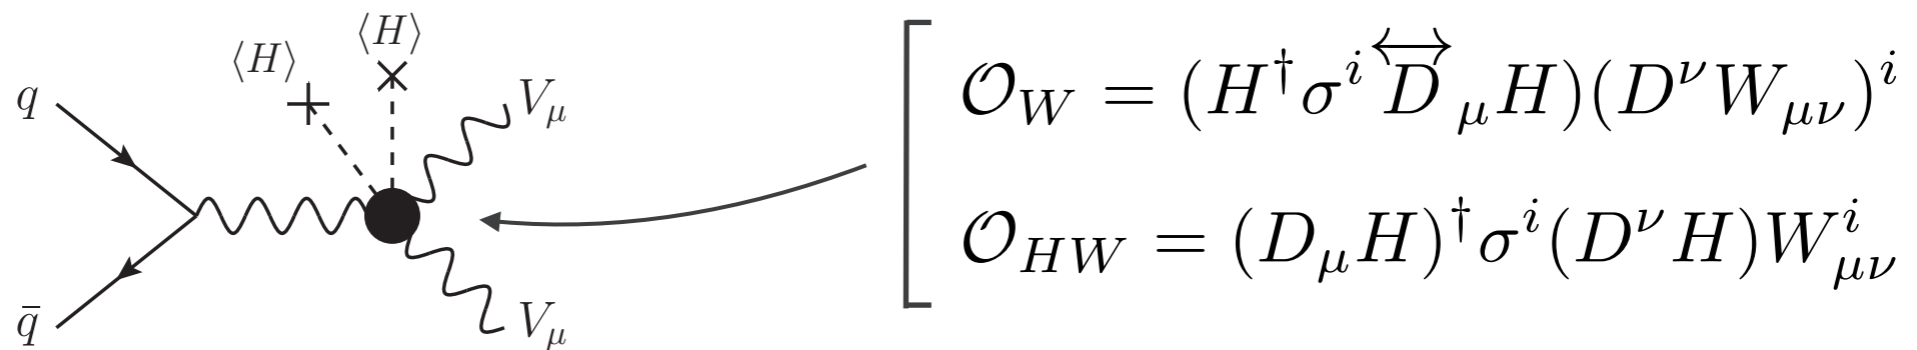 ⟨H⟩
⟨H⟩
q
V_μ
q̄
V_μ
𝒪_W = (H†σ^i \overleftrightarrow{D}_μ H)(D^ν W_{μν})^i
𝒪_{HW} = (D_μ H)†σ^i(D^ν H)W^i_{μν}